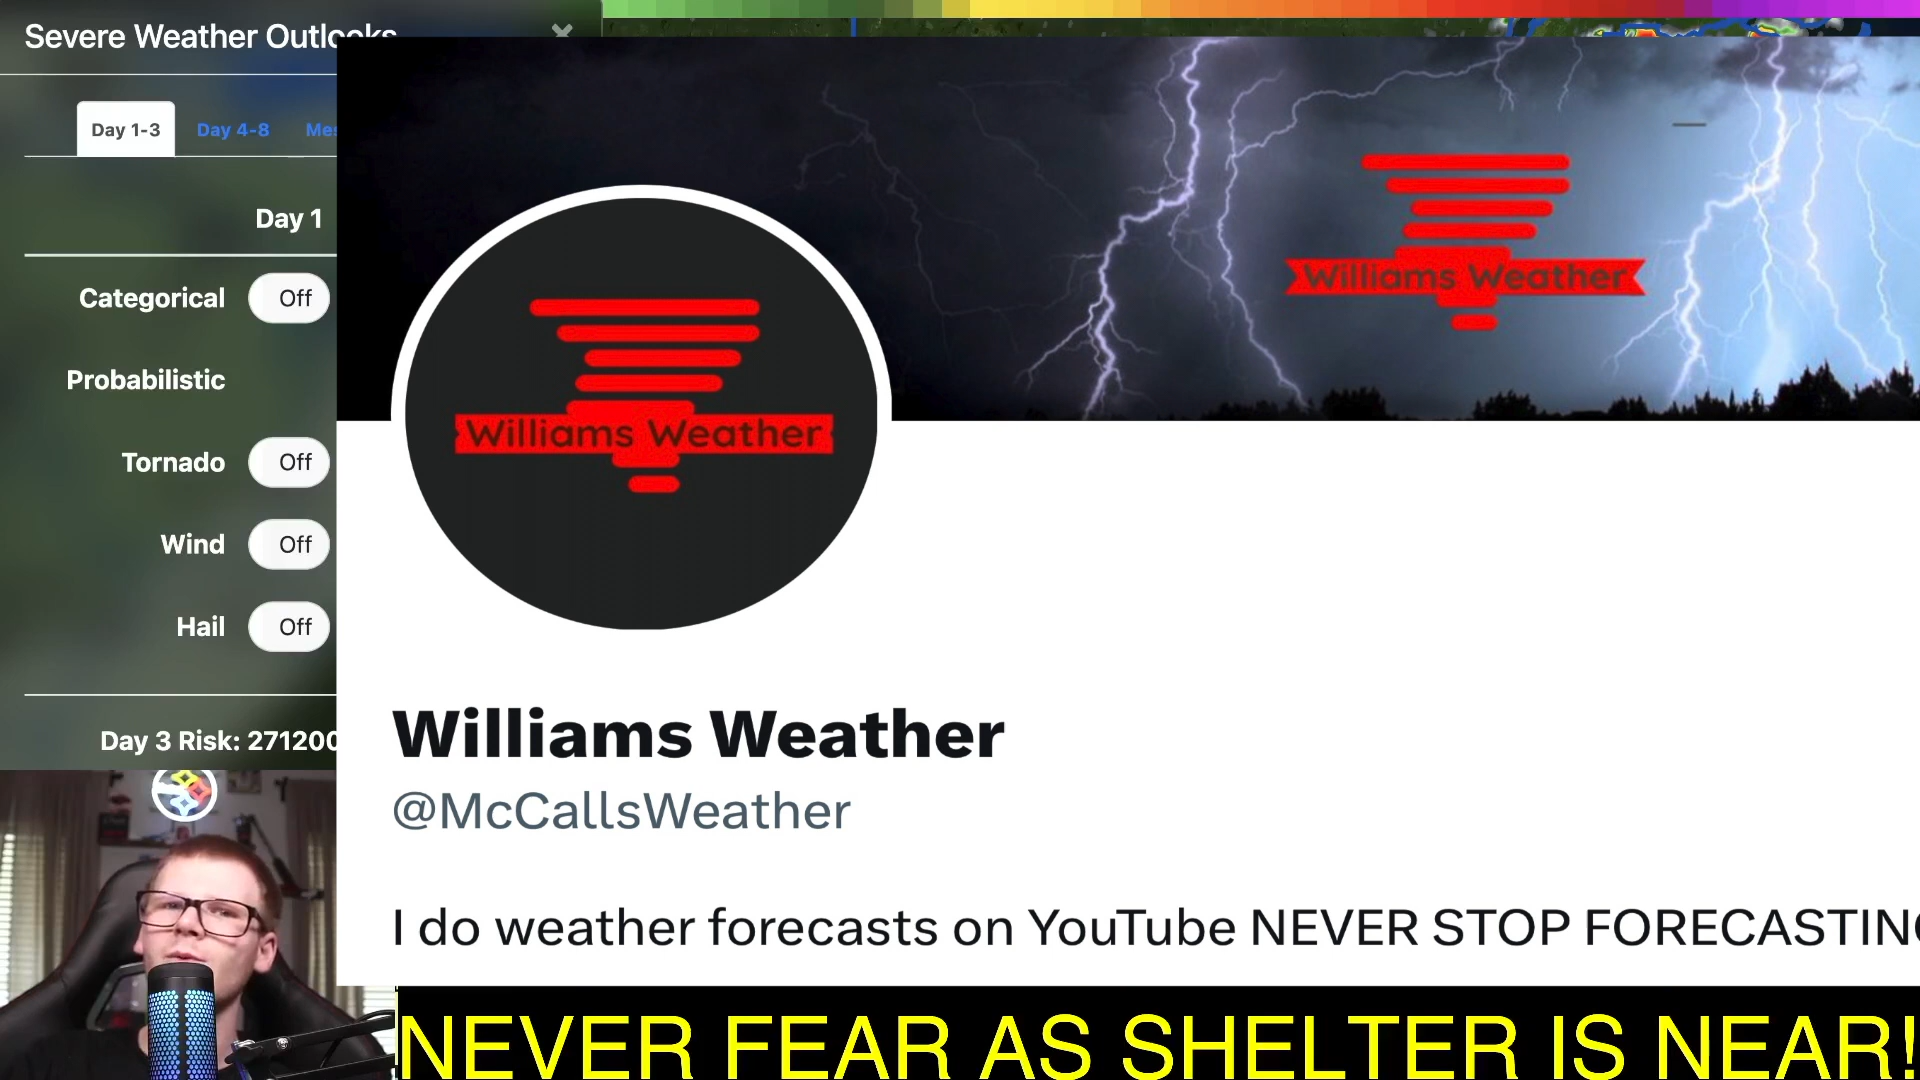 Severe Weather Outlooks
Day 1-3
Day 4-8
Day 1
Categorical Off
Probabilistic
Tornado Off
Wind Off
Hail Off
Day 3 Risk: 271200
Williams Weather
Williams Weather
Williams Weather
@McCallsWeather
I do weather forecasts on YouTube NEVER STOP FORECASTING
NEVER FEAR AS SHELTER IS NEAR!